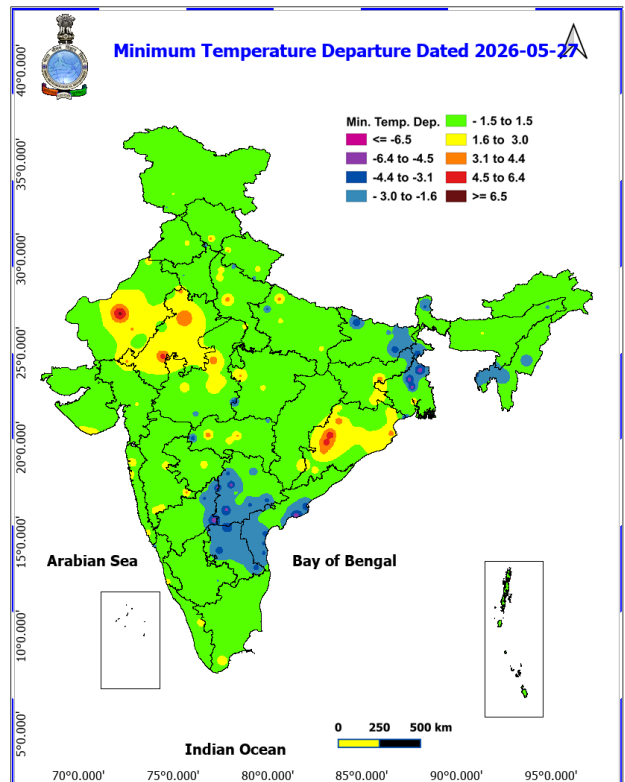 Minimum Temperature Departure Dated 2026-05-27
Min. Temp. Dep.
<= -6.5
-6.4 to -4.5
-4.4 to -3.1
- 3.0 to -1.6
- 1.5 to 1.5
1.6 to 3.0
3.1 to 4.4
4.5 to 6.4
>= 6.5
40°0.000'
35°0.000'
30°0.000'
25°0.000'
20°0.000'
15°0.000'
10°0.000'
5°0.000'
Arabian Sea
Bay of Bengal
Indian Ocean
0 250 500 km
70°0.000' 75°0.000' 80°0.000' 85°0.000' 90°0.000' 95°0.000'